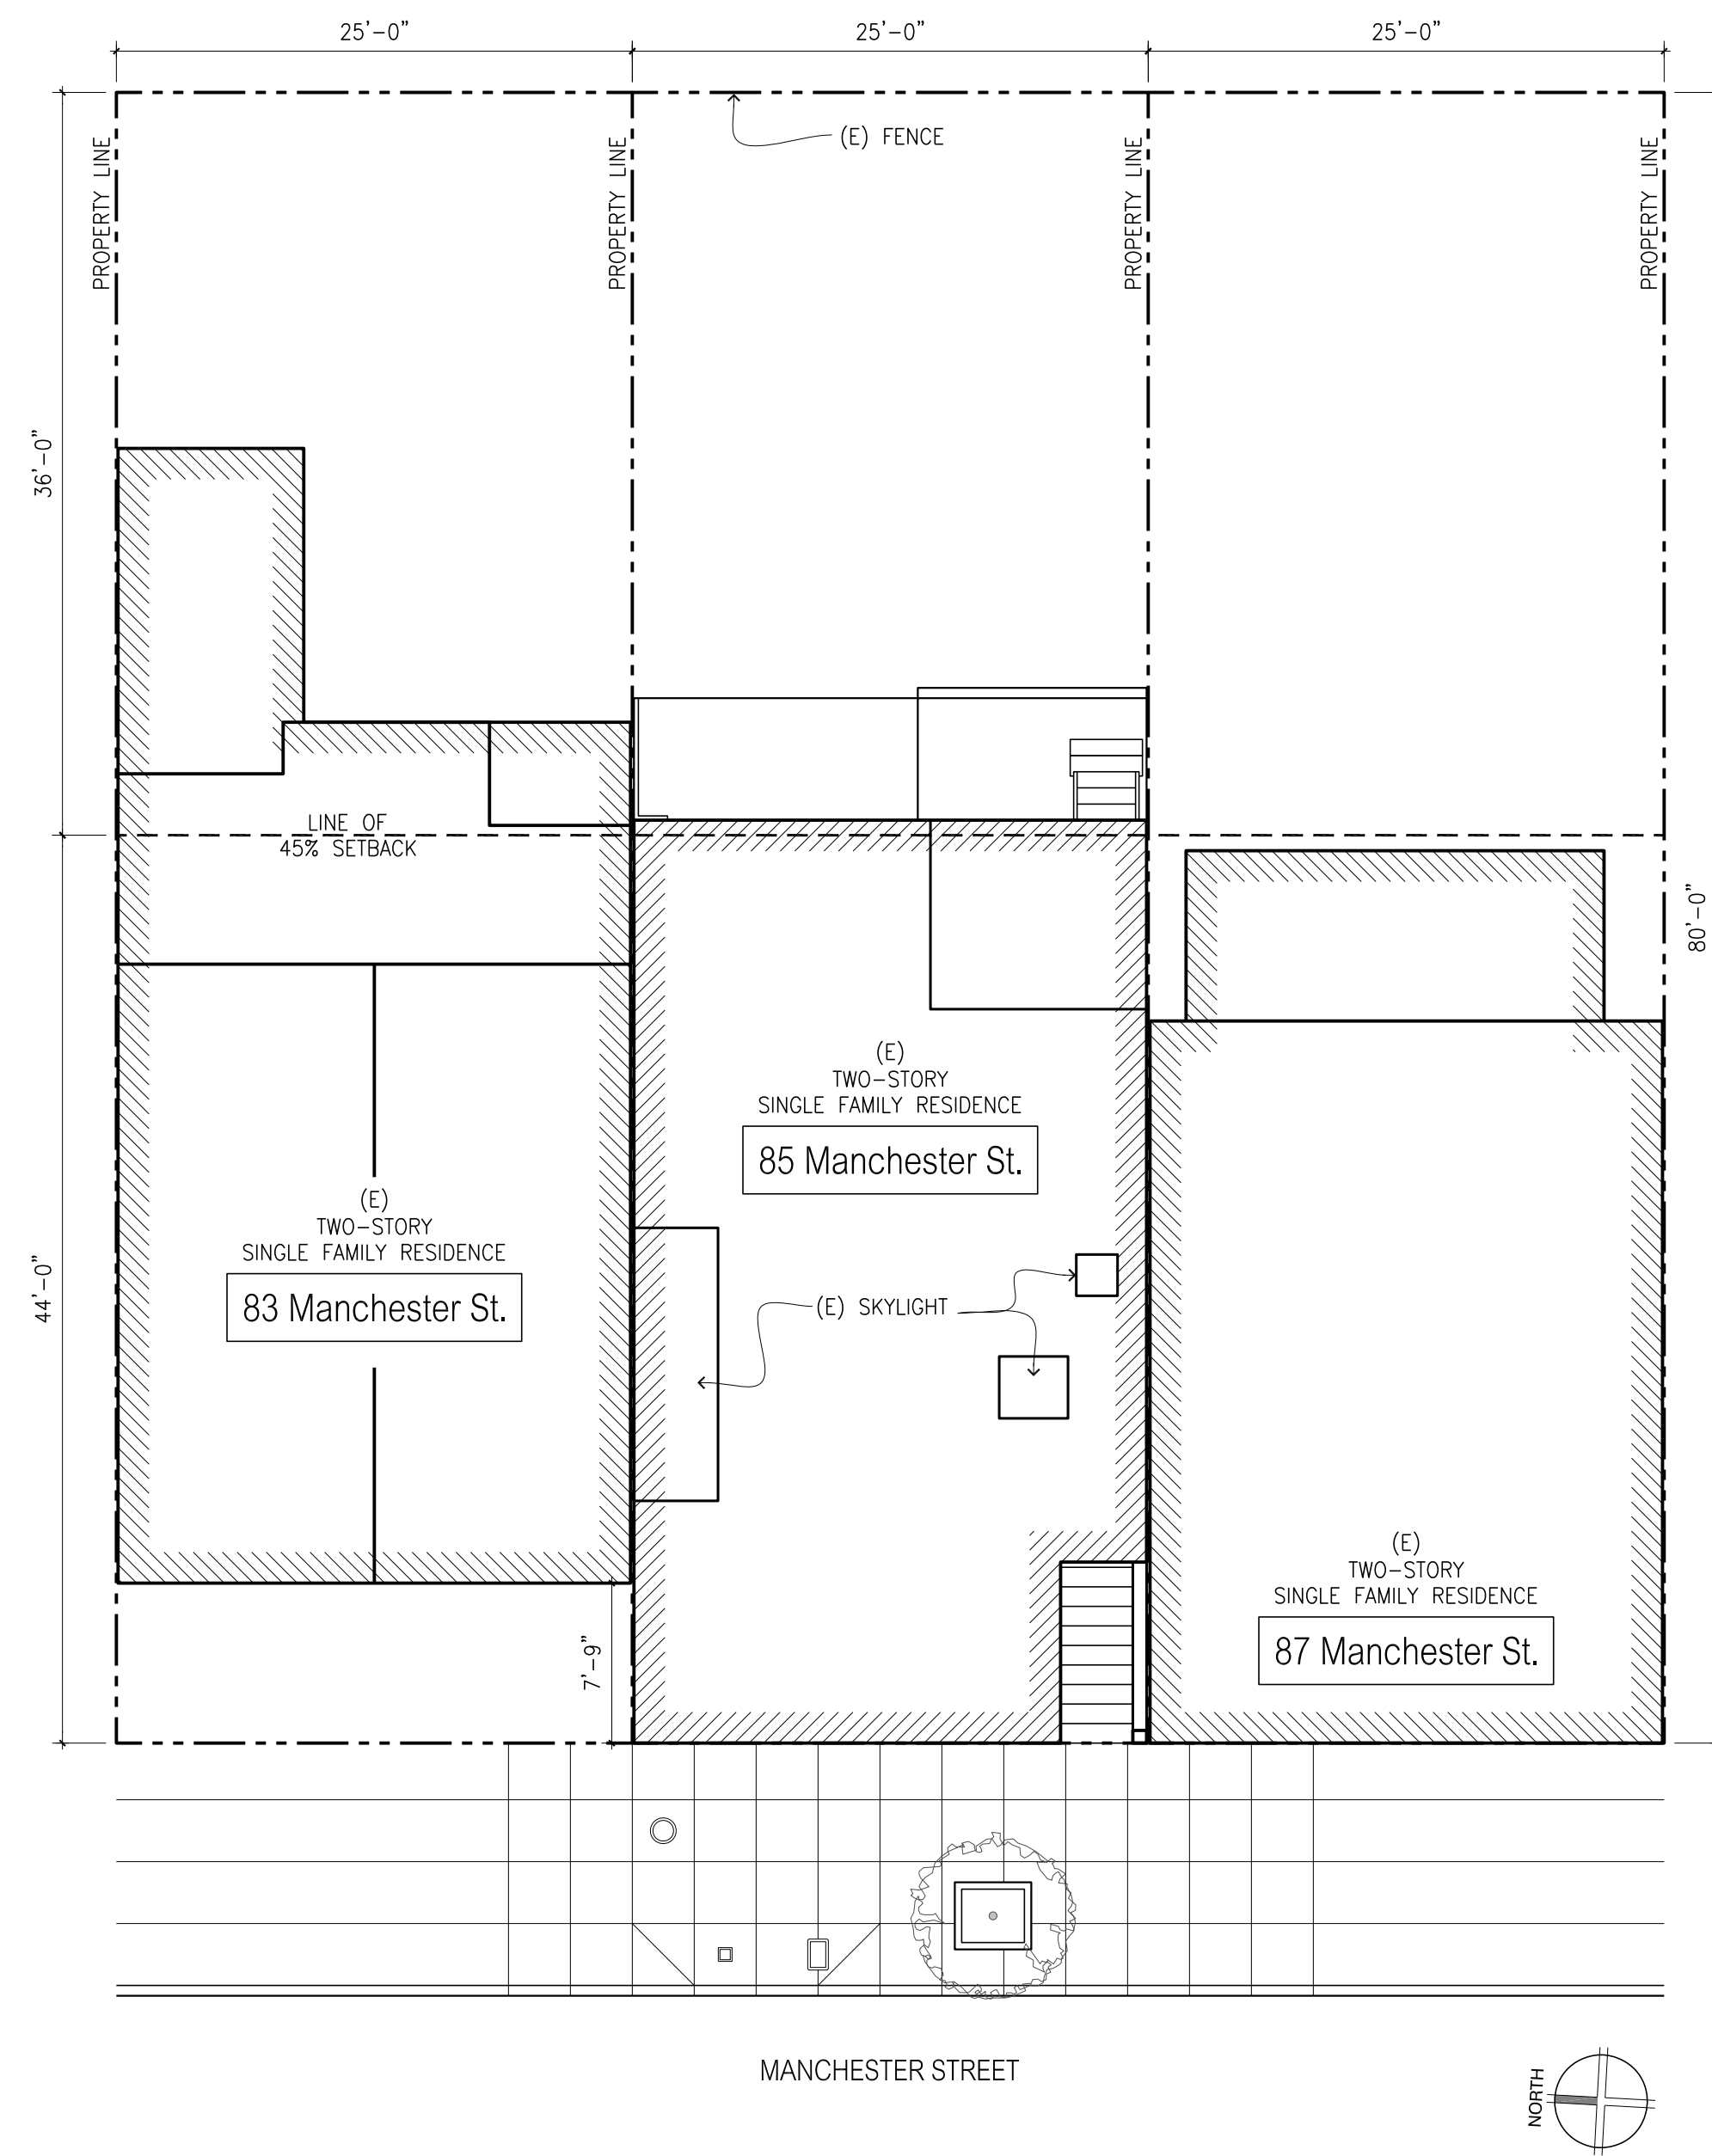 25'-0"
25'-0"
25'-0"
(E) FENCE
PROPERTY LINE
PROPERTY LINE
PROPERTY LINE
PROPERTY LINE
36'-0"
LINE OF
45% SETBACK
80'-0"
(E)
TWO-STORY
SINGLE FAMILY RESIDENCE
85 Manchester St.
(E)
TWO-STORY
SINGLE FAMILY RESIDENCE
83 Manchester St.
44'-0"
(E) SKYLIGHT
(E)
TWO-STORY
SINGLE FAMILY RESIDENCE
87 Manchester St.
7'-9"
MANCHESTER STREET
NORTH